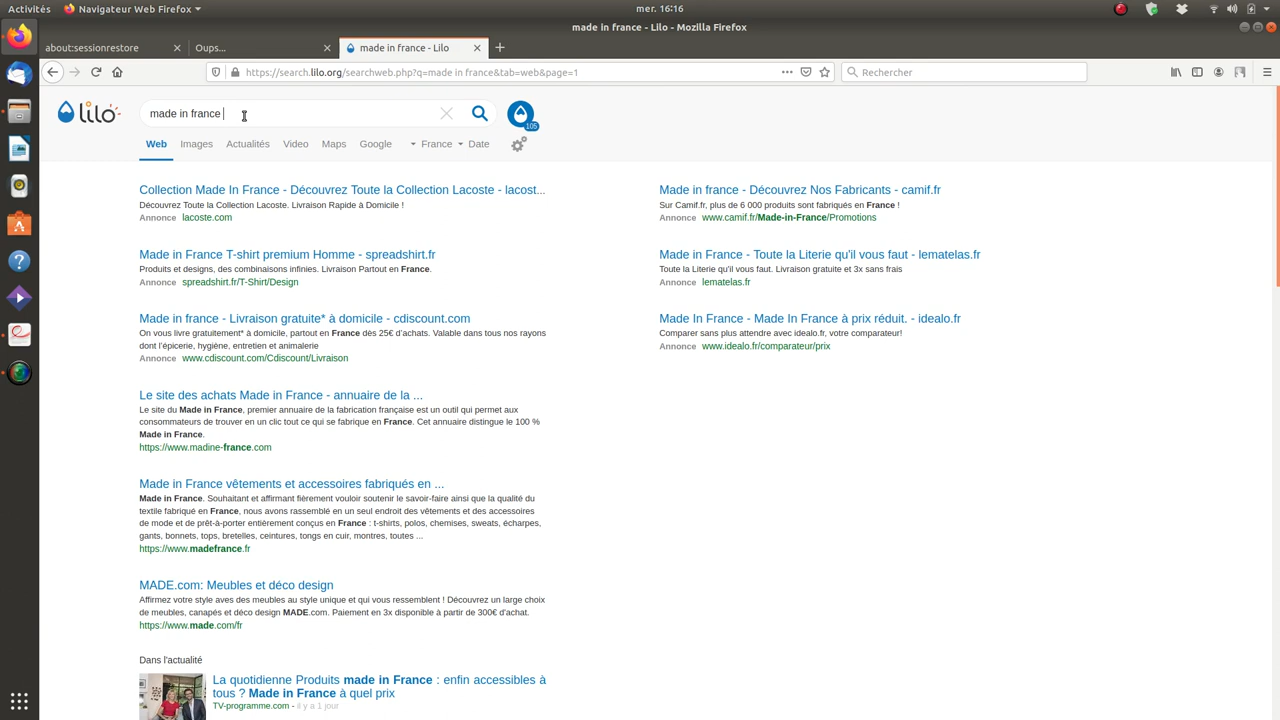 Activités
Navigateur Web Firefox
mer. 16:16
made in france - Lilo - Mozilla Firefox
about:sessionrestore
Oups...
made in france - Lilo
https://search.lilo.org/searchweb.php?q=made in france&tab=web&page=1
Rechercher
lilo
made in france
105
Web Images Actualités Video Maps Google France Date
Collection Made In France - Découvrez Toute la Collection Lacoste - lacost...
Découvrez Toute la Collection Lacoste. Livraison Rapide à Domicile !
Annonce lacoste.com
Made in France T-shirt premium Homme - spreadshirt.fr
Produits et designs, des combinaisons infinies. Livraison Partout en France.
Annonce spreadshirt.fr/T-Shirt/Design
Made in france - Livraison gratuite* à domicile - cdiscount.com
On vous livre gratuitement* à domicile, partout en France dès 25€ d'achats. Valable dans tous nos rayons
dont l'épicerie, hygiène, entretien et animalerie
Annonce www.cdiscount.com/Cdiscount/Livraison
Le site des achats Made in France - annuaire de la ...
Le site du Made in France, premier annuaire de la fabrication française est un outil qui permet aux
consommateurs de trouver en un clic tout ce qui se fabrique en France. Cet annuaire distingue le 100 %
Made in France.
https://www.madine-france.com
Made in France vêtements et accessoires fabriqués en ...
Made in France. Souhaitant et affirmant fièrement vouloir soutenir le savoir-faire ainsi que la qualité du
textile fabriqué en France, nous avons rassemblé en un seul endroit des vêtements et des accessoires
de mode et de prêt-à-porter entièrement conçus en France : t-shirts, polos, chemises, sweats, écharpes,
gants, bonnets, tops, bretelles, ceintures, tongs en cuir, montres, toutes ...
https://www.madefrance.fr
MADE.com: Meubles et déco design
Affirmez votre style aves des meubles au style unique et qui vous ressemblent ! Découvrez un large choix
de meubles, canapés et déco design MADE.com. Paiement en 3x disponible à partir de 300€ d'achat.
https://www.made.com/fr
Dans l'actualité
La quotidienne Produits made in France : enfin accessibles à
tous ? Made in France à quel prix
TV-programme.com - il y a 1 jour
Made in france - Découvrez Nos Fabricants - camif.fr
Sur Camif.fr, plus de 6 000 produits sont fabriqués en France !
Annonce www.camif.fr/Made-in-France/Promotions
Made in France - Toute la Literie qu'il vous faut - lematelas.fr
Toute la Literie qu'il vous faut. Livraison gratuite et 3x sans frais
Annonce lematelas.fr
Made In France - Made In France à prix réduit. - idealo.fr
Comparer sans plus attendre avec idealo.fr, votre comparateur!
Annonce www.idealo.fr/comparateur/prix